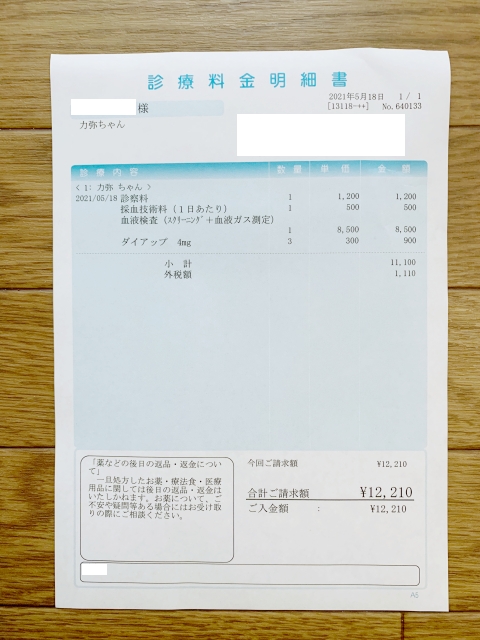 診療料金明細書
2021年5月18日 1 / 1
[13118-++] No. 640133
様
力弥ちゃん
診療内容 数量 単価 金額
< 1: 力弥 ちゃん >
2021/05/18 診察料 1 1,200 1,200
採血技術料(1日あたり) 1 500 500
血液検査(スクリーニング+血液ガス測定)
1 8,500 8,500
ダイアップ 4mg 3 300 900
小 計 11,100
外税額 1,110
「薬などの後日の返品・返金につい
て」
一旦処方したお薬・療法食・医療
用品に関しては後日の返品・返金は
いたしかねます。お薬について、ご
不安や疑問等ある場合にはお受け取
りの際にご相談ください。
今回ご請求額 ¥12,210
合計ご請求額 ¥12,210
ご入金額 : ¥12,210
A5